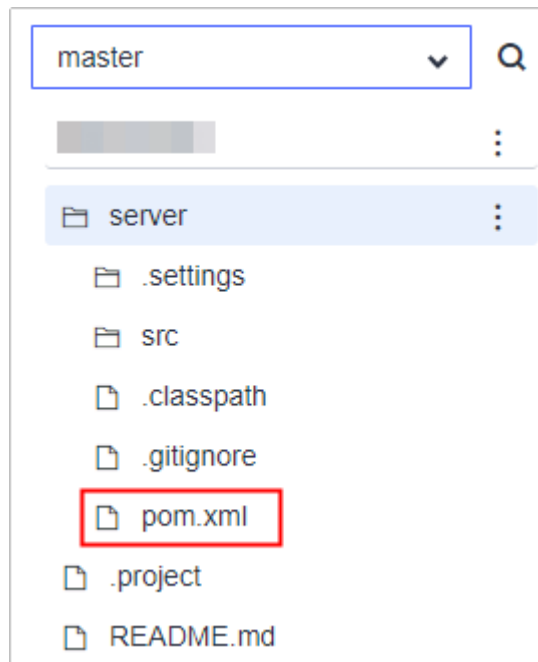 master
server
.settings
src
.classpath
.gitignore
pom.xml
.project
README.md